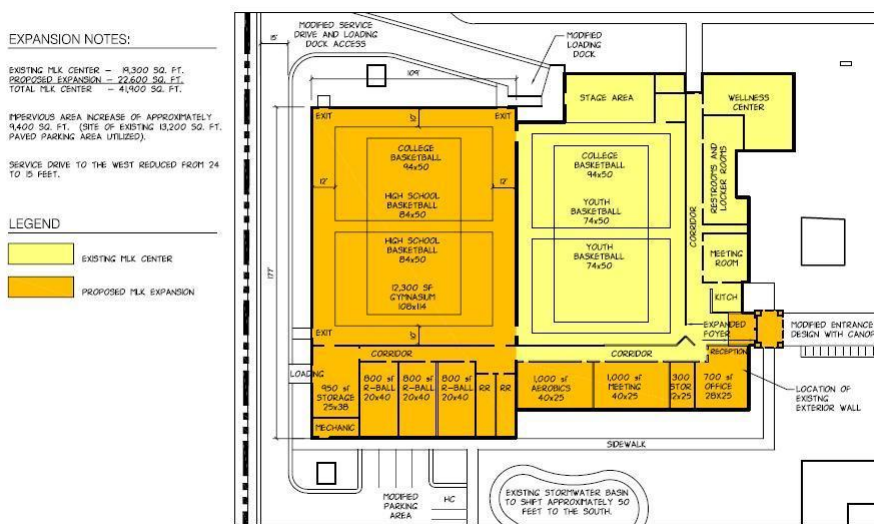 EXPANSION NOTES:
EXISTING MLK CENTER - 19,300 SQ. FT.
PROPOSED EXPANSION - 22,600 SQ. FT.
TOTAL MLK CENTER - 41,900 SQ. FT.
IMPERVIOUS AREA INCREASE OF APPROXIMATELY
9,400 SQ. FT. (SITE OF EXISTING 13,200 SQ. FT.
PAVED PARKING AREA UTILIZED).
SERVICE DRIVE TO THE WEST REDUCED FROM 24
TO 15 FEET.
LEGEND
EXISTING MLK CENTER
PROPOSED MLK EXPANSION
MODIFIED SERVICE
DRIVE AND LOADING
DOCK ACCESS
MODIFIED
LOADING
DOCK
15'
109'
177'
EXIT
10'
EXIT
COLLEGE
BASKETBALL
94x50
12'
12'
HIGH SCHOOL
BASKETBALL
84x50
HIGH SCHOOL
BASKETBALL
84x50
12,300 SF
GYMNASIUM
108x114
EXIT
10'
STAGE AREA
WELLNESS
CENTER
COLLEGE
BASKETBALL
94x50
YOUTH
BASKETBALL
74x50
YOUTH
BASKETBALL
74x50
CORRIDOR
RESTROOMS AND
LOCKER ROOMS
MEETING
ROOM
KITCH
EXPANDED
FOYER
MODIFIED ENTRANCE
DESIGN WITH CANOP
CORRIDOR
CORRIDOR
RECEPTION
LOADING
950 sf
STORAGE
25x38
MECHANIC
800 sf
R-BALL
20x40
800 sf
R-BALL
20x40
800 sf
R-BALL
20x40
RR
RR
1,000 sf
AEROBICS
40x25
1,000 sf
MEETING
40x25
300
STOR
12x25
700 sf
OFFICE
28X25
LOCATION OF
EXISTING
EXTERIOR WALL
SIDEWALK
MODIFIED
PARKING
AREA
HC
EXISTING STORMWATER BASIN
TO SHIFT APPROXIMATELY 50
FEET TO THE SOUTH.